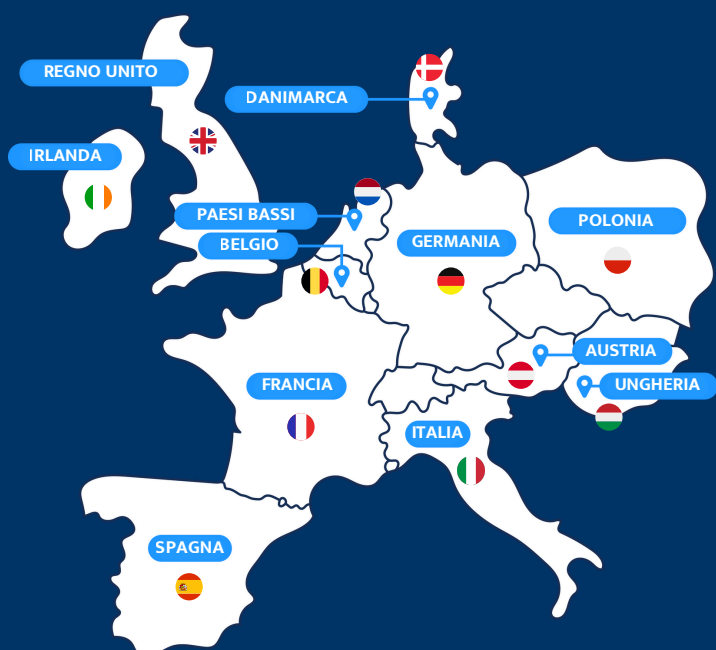 REGNO UNITO
DANIMARCA
IRLANDA
PAESI BASSI
POLONIA
BELGIO
GERMANIA
AUSTRIA
FRANCIA
UNGHERIA
ITALIA
SPAGNA